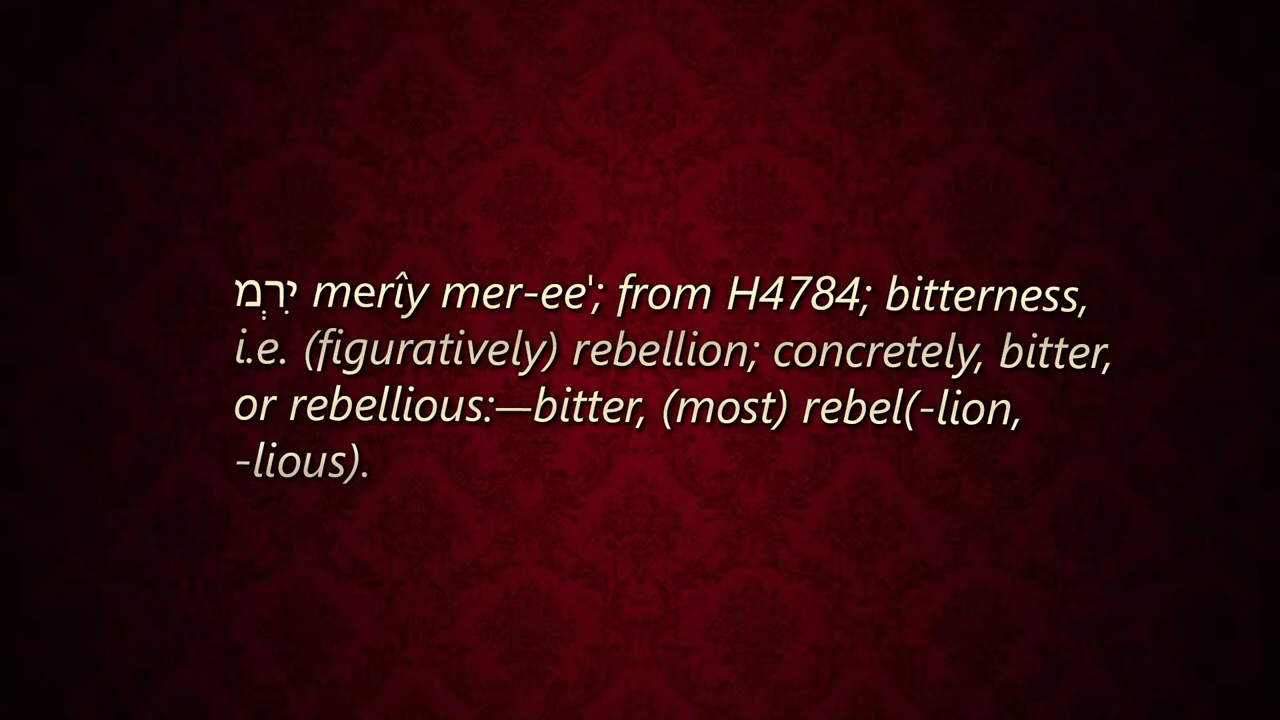 יִרְמ merîy mer-ee'; from H4784; bitterness,
i.e. (figuratively) rebellion; concretely, bitter,
or rebellious:—bitter, (most) rebel(-lion,
-lious).